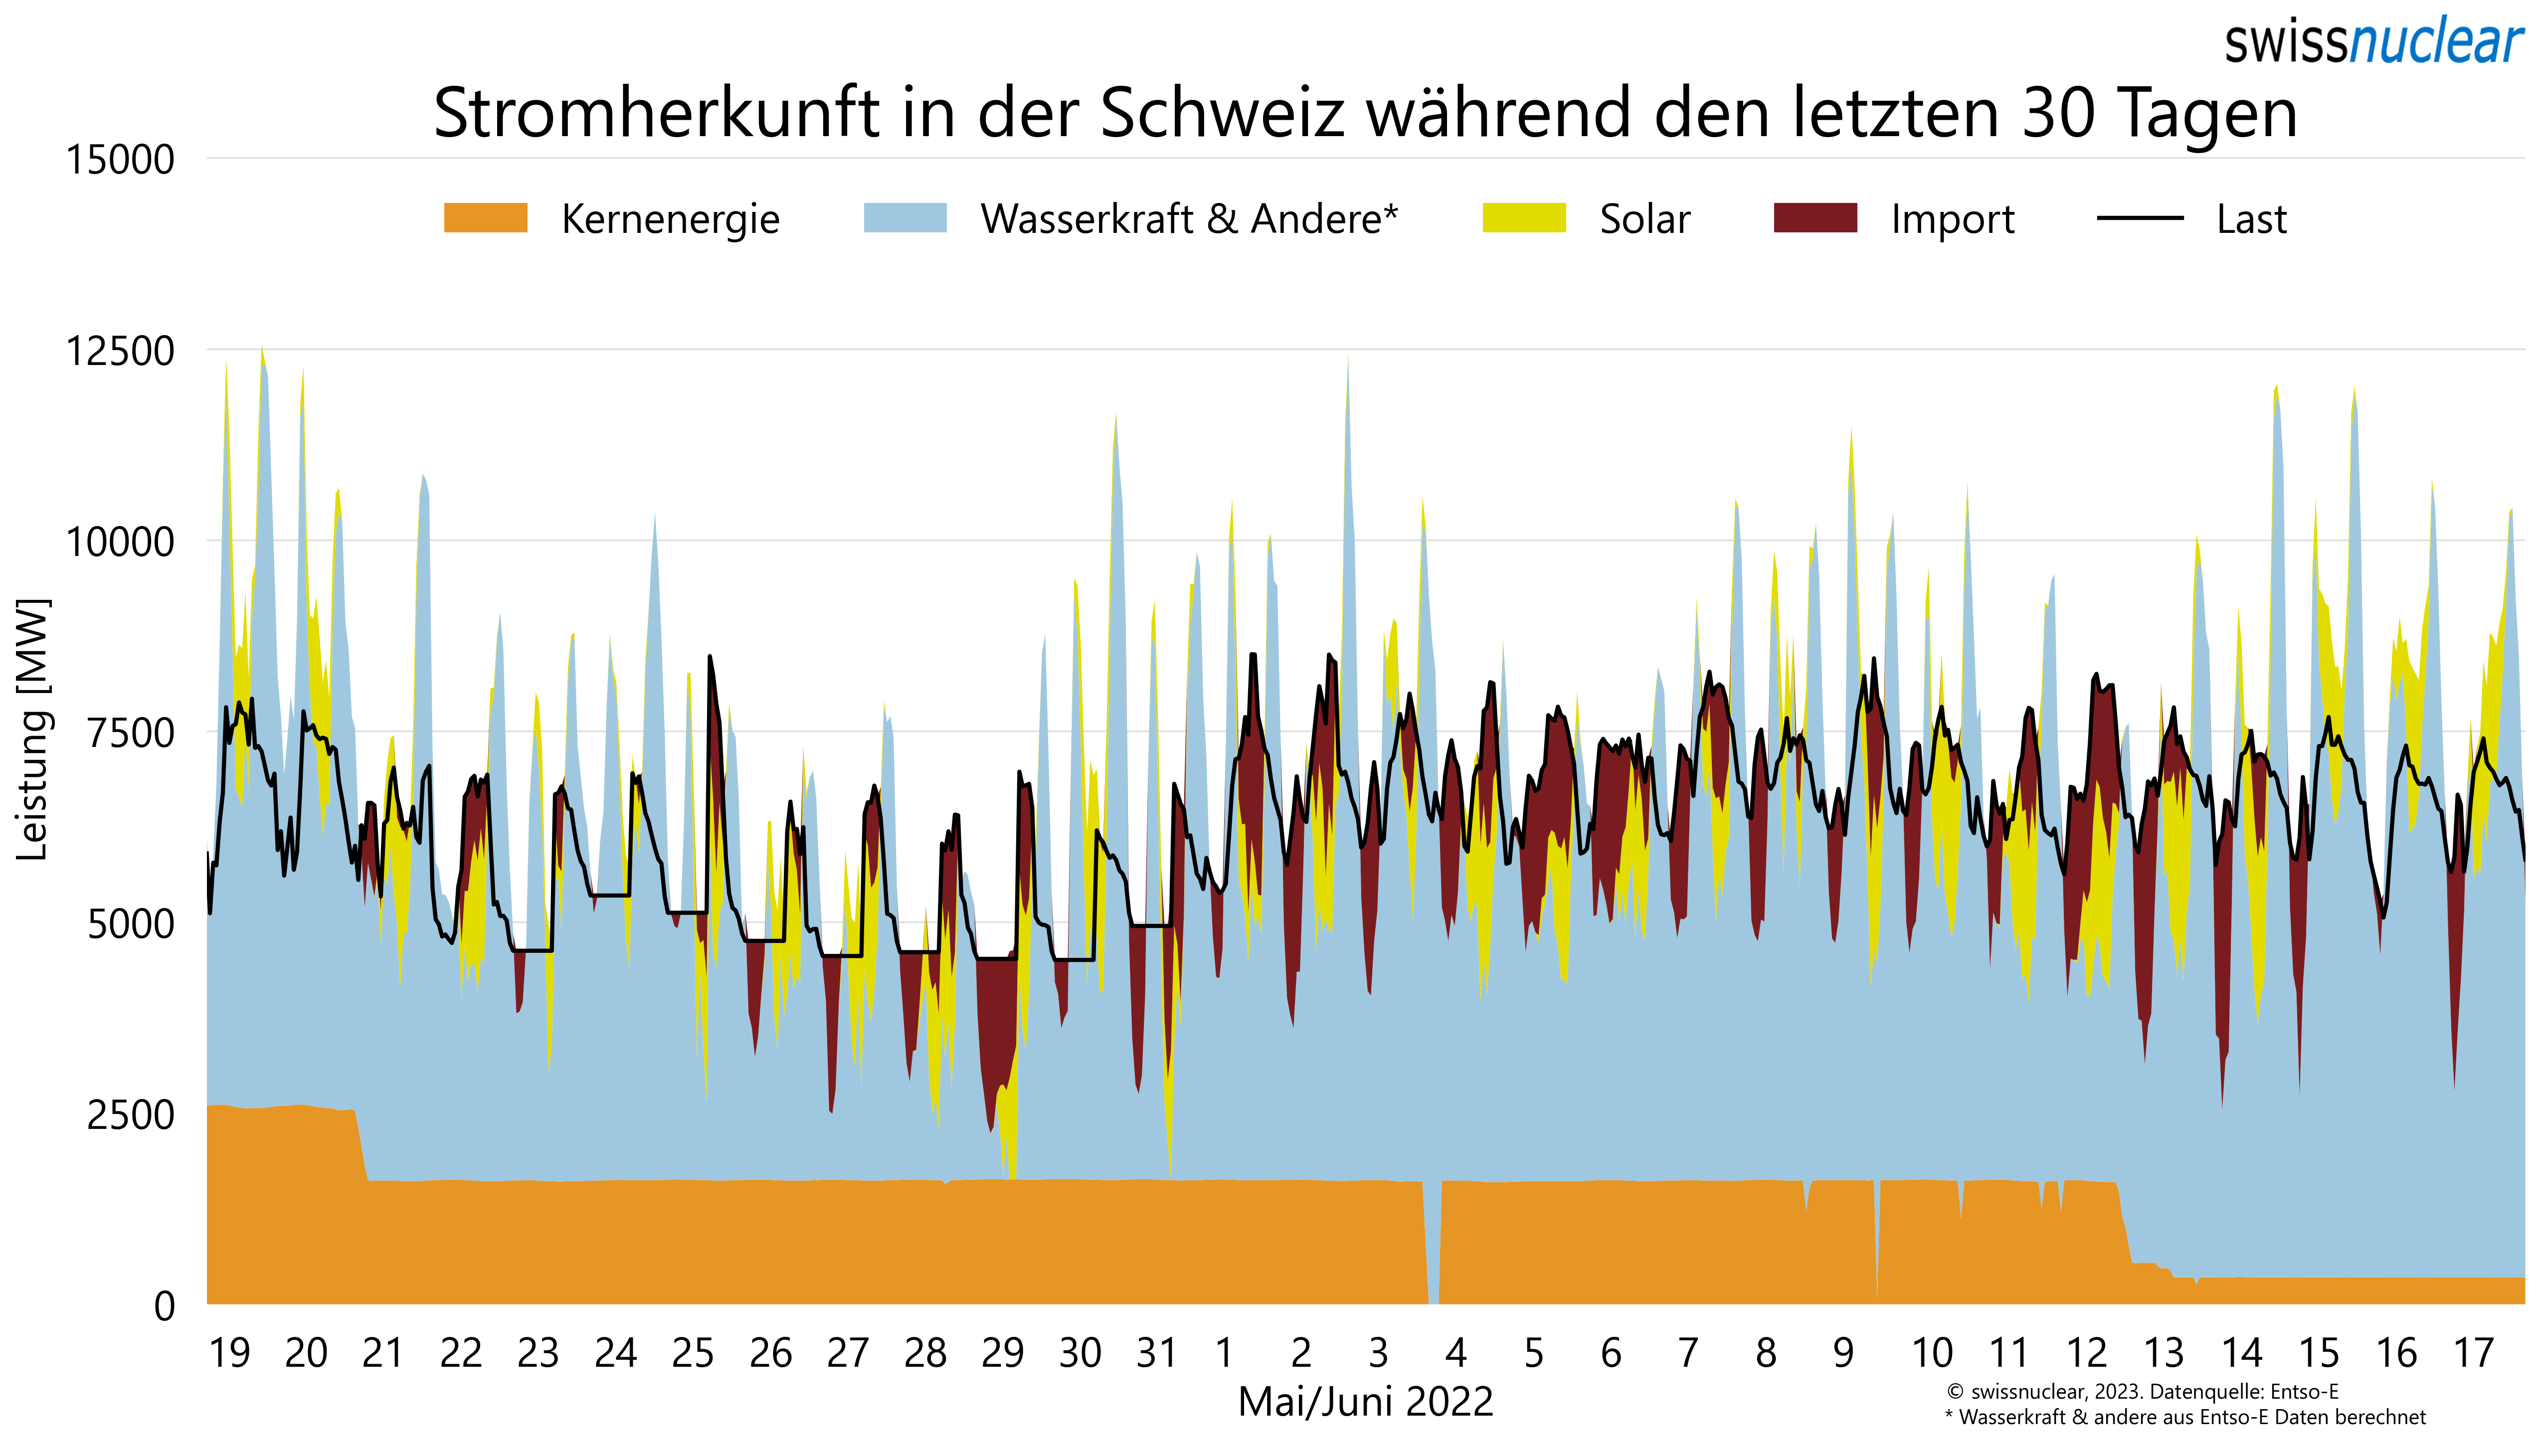 swissnuclear
Stromherkunft in der Schweiz während den letzten 30 Tagen
15000
Kernenergie Wasserkraft & Andere* Solar Import Last
12500
10000
7500
5000
2500
0
Leistung [MW]
19 20 21 22 23 24 25 26 27 28 29 30 31 1 2 3 4 5 6 7 8 9 10 11 12 13 14 15 16 17
Mai/Juni 2022
© swissnuclear, 2023. Datenquelle: Entso-E
* Wasserkraft & andere aus Entso-E Daten berechnet